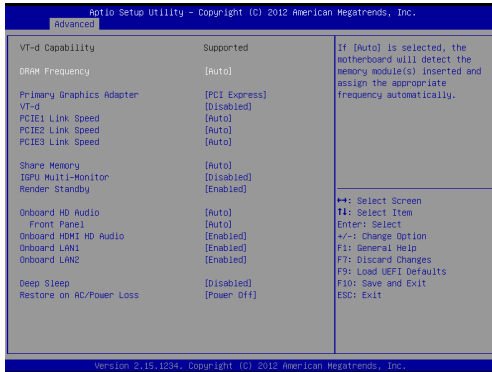 Aptio Setup Utility – Copyright (C) 2012 American Megatrends, Inc.
Advanced
VT-d Capability Supported
DRAM Frequency [Auto]
Primary Graphics Adapter [PCI Express]
VT-d [Disabled]
PCIE1 Link Speed [Auto]
PCIE2 Link Speed [Auto]
PCIE3 Link Speed [Auto]
Share Memory [Auto]
IGPU Multi-Monitor [Disabled]
Render Standby [Enabled]
Onboard HD Audio [Auto]
Front Panel [Auto]
Onboard HDMI HD Audio [Enabled]
Onboard LAN1 [Enabled]
Onboard LAN2 [Enabled]
Deep Sleep [Disabled]
Restore on AC/Power Loss [Power Off]
If [Auto] is selected, the
motherboard will detect the
memory module(s) inserted and
assign the appropriate
frequency automatically.
↔: Select Screen
↑↓: Select Item
Enter: Select
+/-: Change Option
F1: General Help
F7: Discard Changes
F9: Load UEFI Defaults
F10: Save and Exit
ESC: Exit
Version 2.15.1234. Copyright (C) 2012 American Megatrends, Inc.